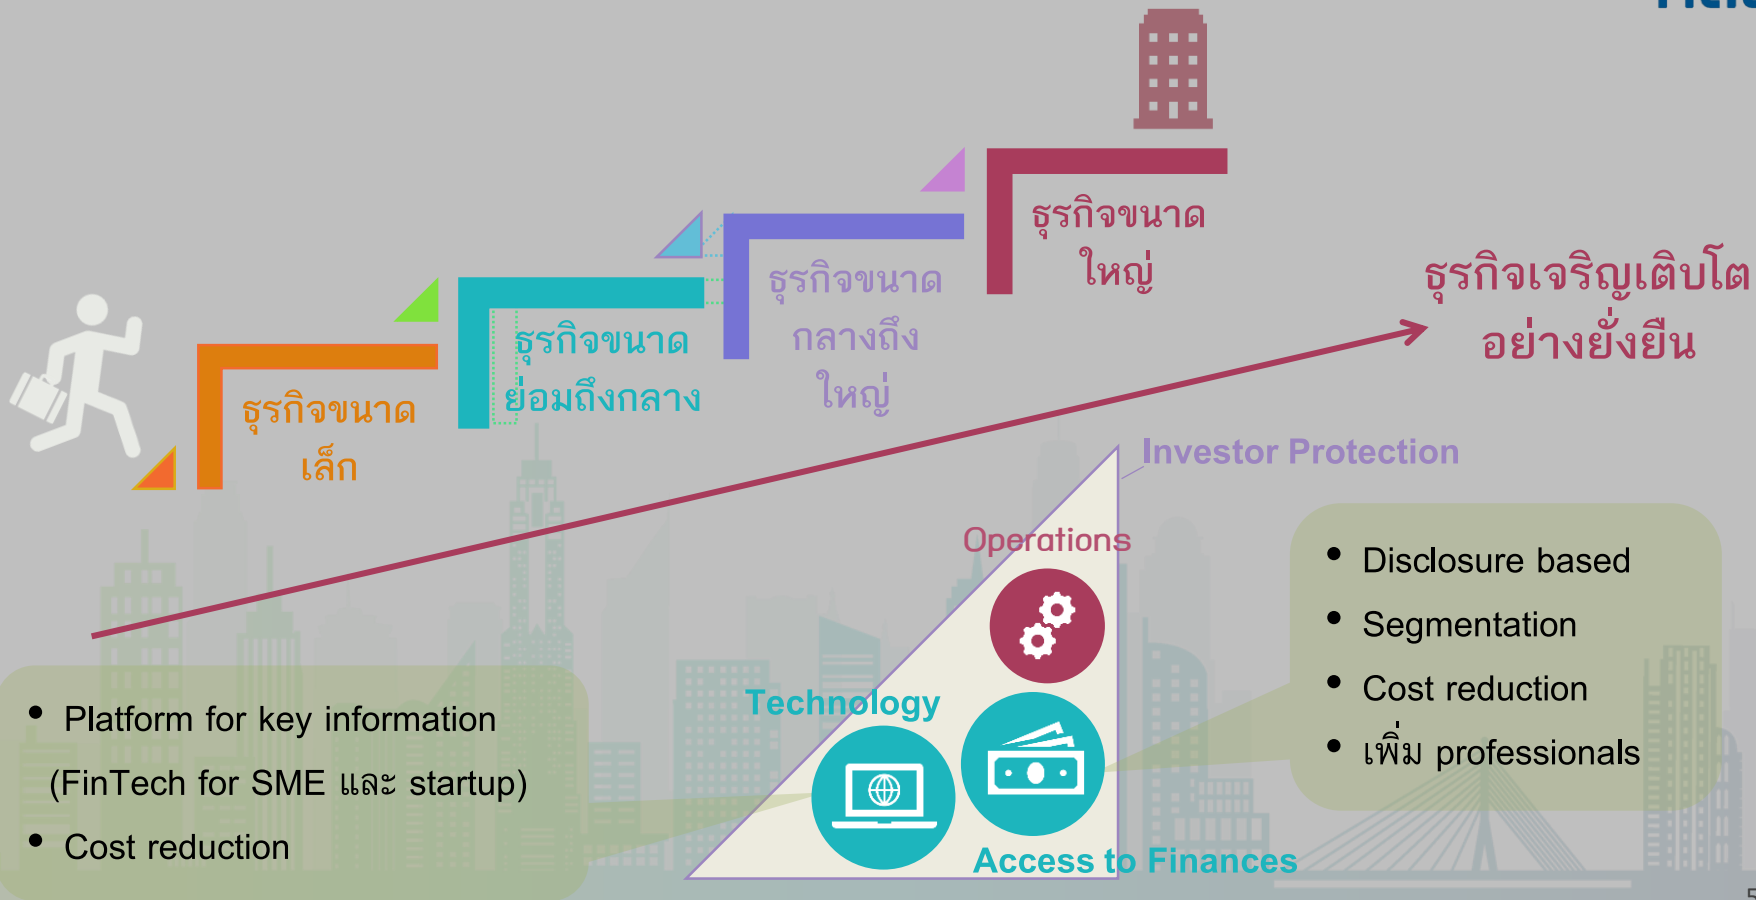 ธุรกิจขนาด
ใหญ่
ธุรกิจเจริญเติบโต
อย่างยั่งยืน
ธุรกิจขนาด
กลางถึง
ใหญ่
ธุรกิจขนาด
ย่อมถึงกลาง
ธุรกิจขนาด
เล็ก
Investor Protection
Operations
Technology
Access to Finances
• Disclosure based
• Segmentation
• Cost reduction
• เพิ่ม professionals
• Platform for key information
(FinTech for SME และ startup)
• Cost reduction